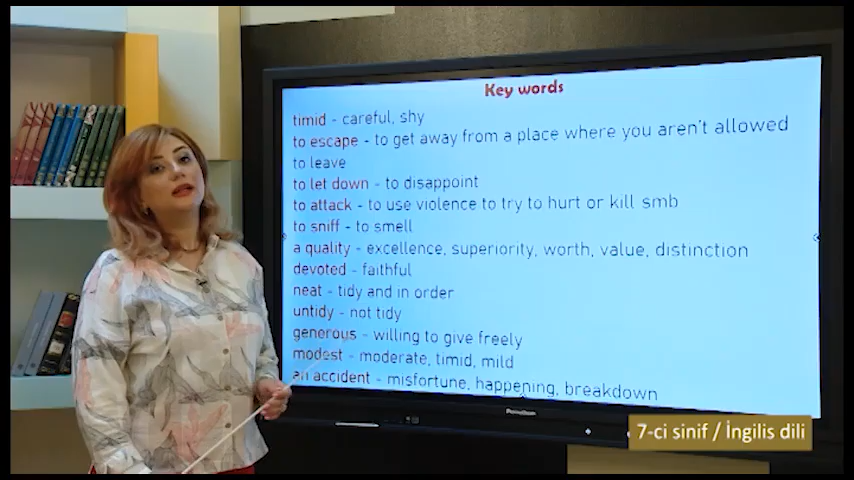 Key words
timid - careful, shy
to escape - to get away from a place where you aren't allowed
to leave
to let down - to disappoint
to attack - to use violence to try to hurt or kill smb
to sniff - to smell
a quality - excellence, superiority, worth, value, distinction
devoted - faithful
neat - tidy and in order
untidy - not tidy
generous - willing to give freely
modest - moderate, timid, mild
an accident - misfortune, happening, breakdown
Promethean
7-ci sinif / İngilis dili